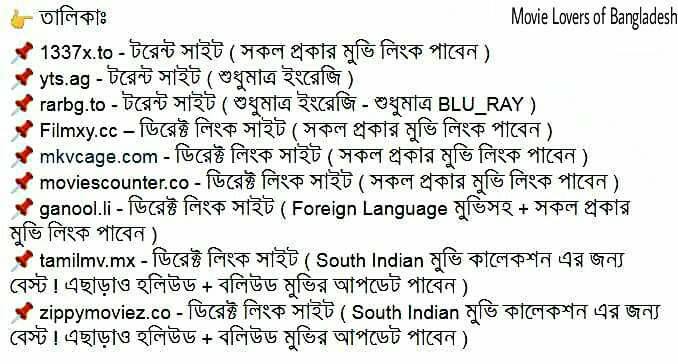 👉 তালিকাঃ
Movie Lovers of Bangladesh
📌 1337x.to - টরেন্ট সাইট ( সকল প্রকার মুভি লিংক পাবেন )
📌 yts.ag - টরেন্ট সাইট ( শুধুমাত্র ইংরেজি )
📌 rarbg.to - টরেন্ট সাইট ( শুধুমাত্র ইংরেজি - শুধুমাত্র BLU_RAY )
📌 Filmxy.cc – ডিরেক্ট লিংক সাইট ( সকল প্রকার মুভি লিংক পাবেন )
📌 mkvcage.com - ডিরেক্ট লিংক সাইট ( সকল প্রকার মুভি লিংক পাবেন )
📌 moviescounter.co - ডিরেক্ট লিংক সাইট ( সকল প্রকার মুভি লিংক পাবেন )
📌 ganool.li - ডিরেক্ট লিংক সাইট ( Foreign Language মুভিসহ + সকল প্রকার
মুভি লিংক পাবেন )
📌 tamilmv.mx - ডিরেক্ট লিংক সাইট ( South Indian মুভি কালেকশন এর জন্য
বেস্ট ! এছাড়াও হলিউড + বলিউড মুভির আপডেট পাবেন )
📌 zippymoviez.co - ডিরেক্ট লিংক সাইট ( South Indian মুভি কালেকশন এর জন্য
বেস্ট ! এছাড়াও হলিউড + বলিউড মুভির আপডেট পাবেন )